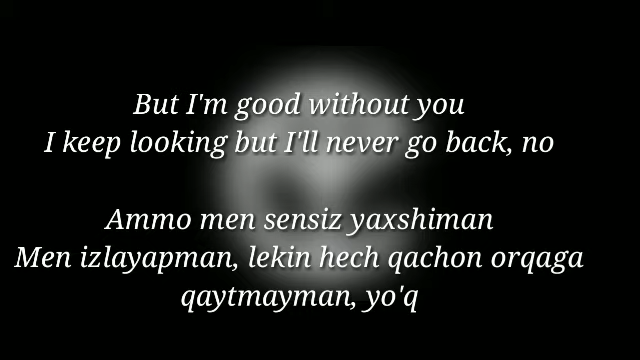 But I'm good without you
I keep looking but I'll never go back, no
Ammo men sensiz yaxshiman
Men izlayapman, lekin hech qachon orqaga
qaytmayman, yo'q